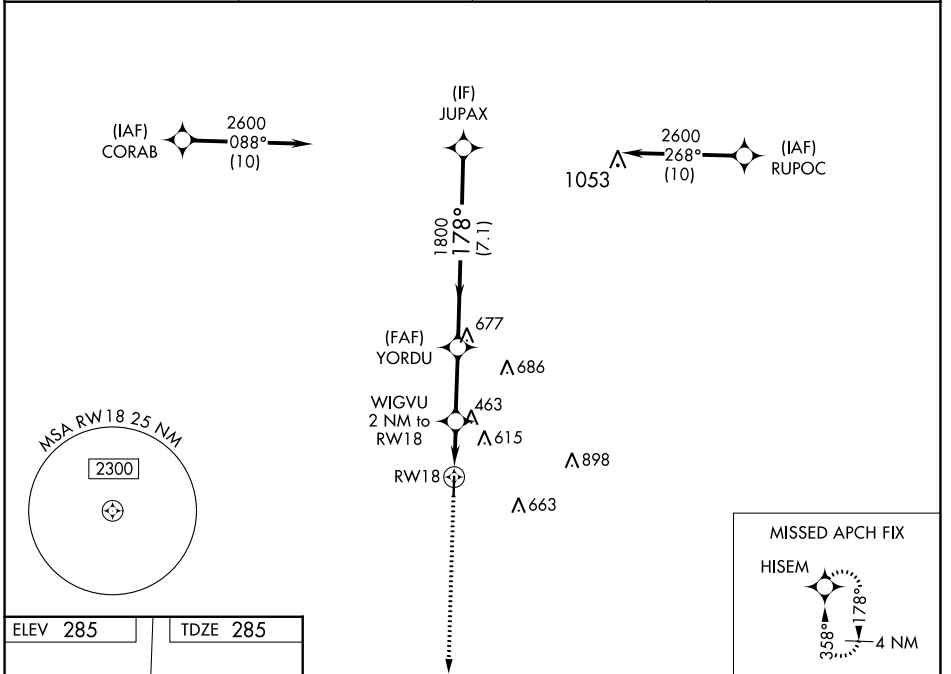 (IF)
JUPAX
(IAF)
CORAB
2600
088°
(10)
2600
268°
(10)
(IAF)
RUPOC
1053
1800
178°
(7.1)
(FAF)
YORDU
677
686
WIGVU
2 NM to
RW18
463
615
RW18
898
663
MSA RW18 25 NM
2300
MISSED APCH FIX
HISEM
178°
358°
4 NM
ELEV 285
TDZE 285